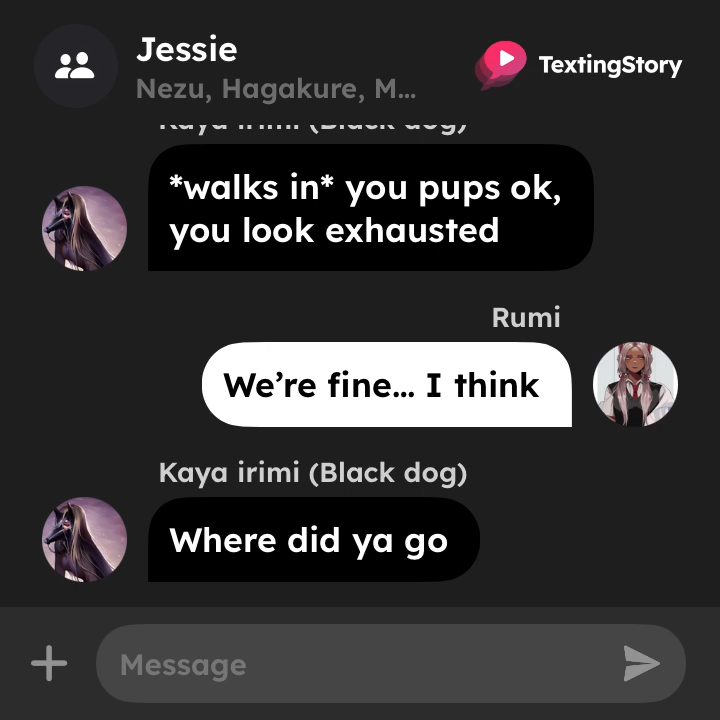 Jessie
TextingStory
Nezu, Hagakure, M...
Kaya irimi (Black dog)
*walks in* you pups ok,
you look exhausted
Rumi
We’re fine... I think
Kaya irimi (Black dog)
Where did ya go
Message